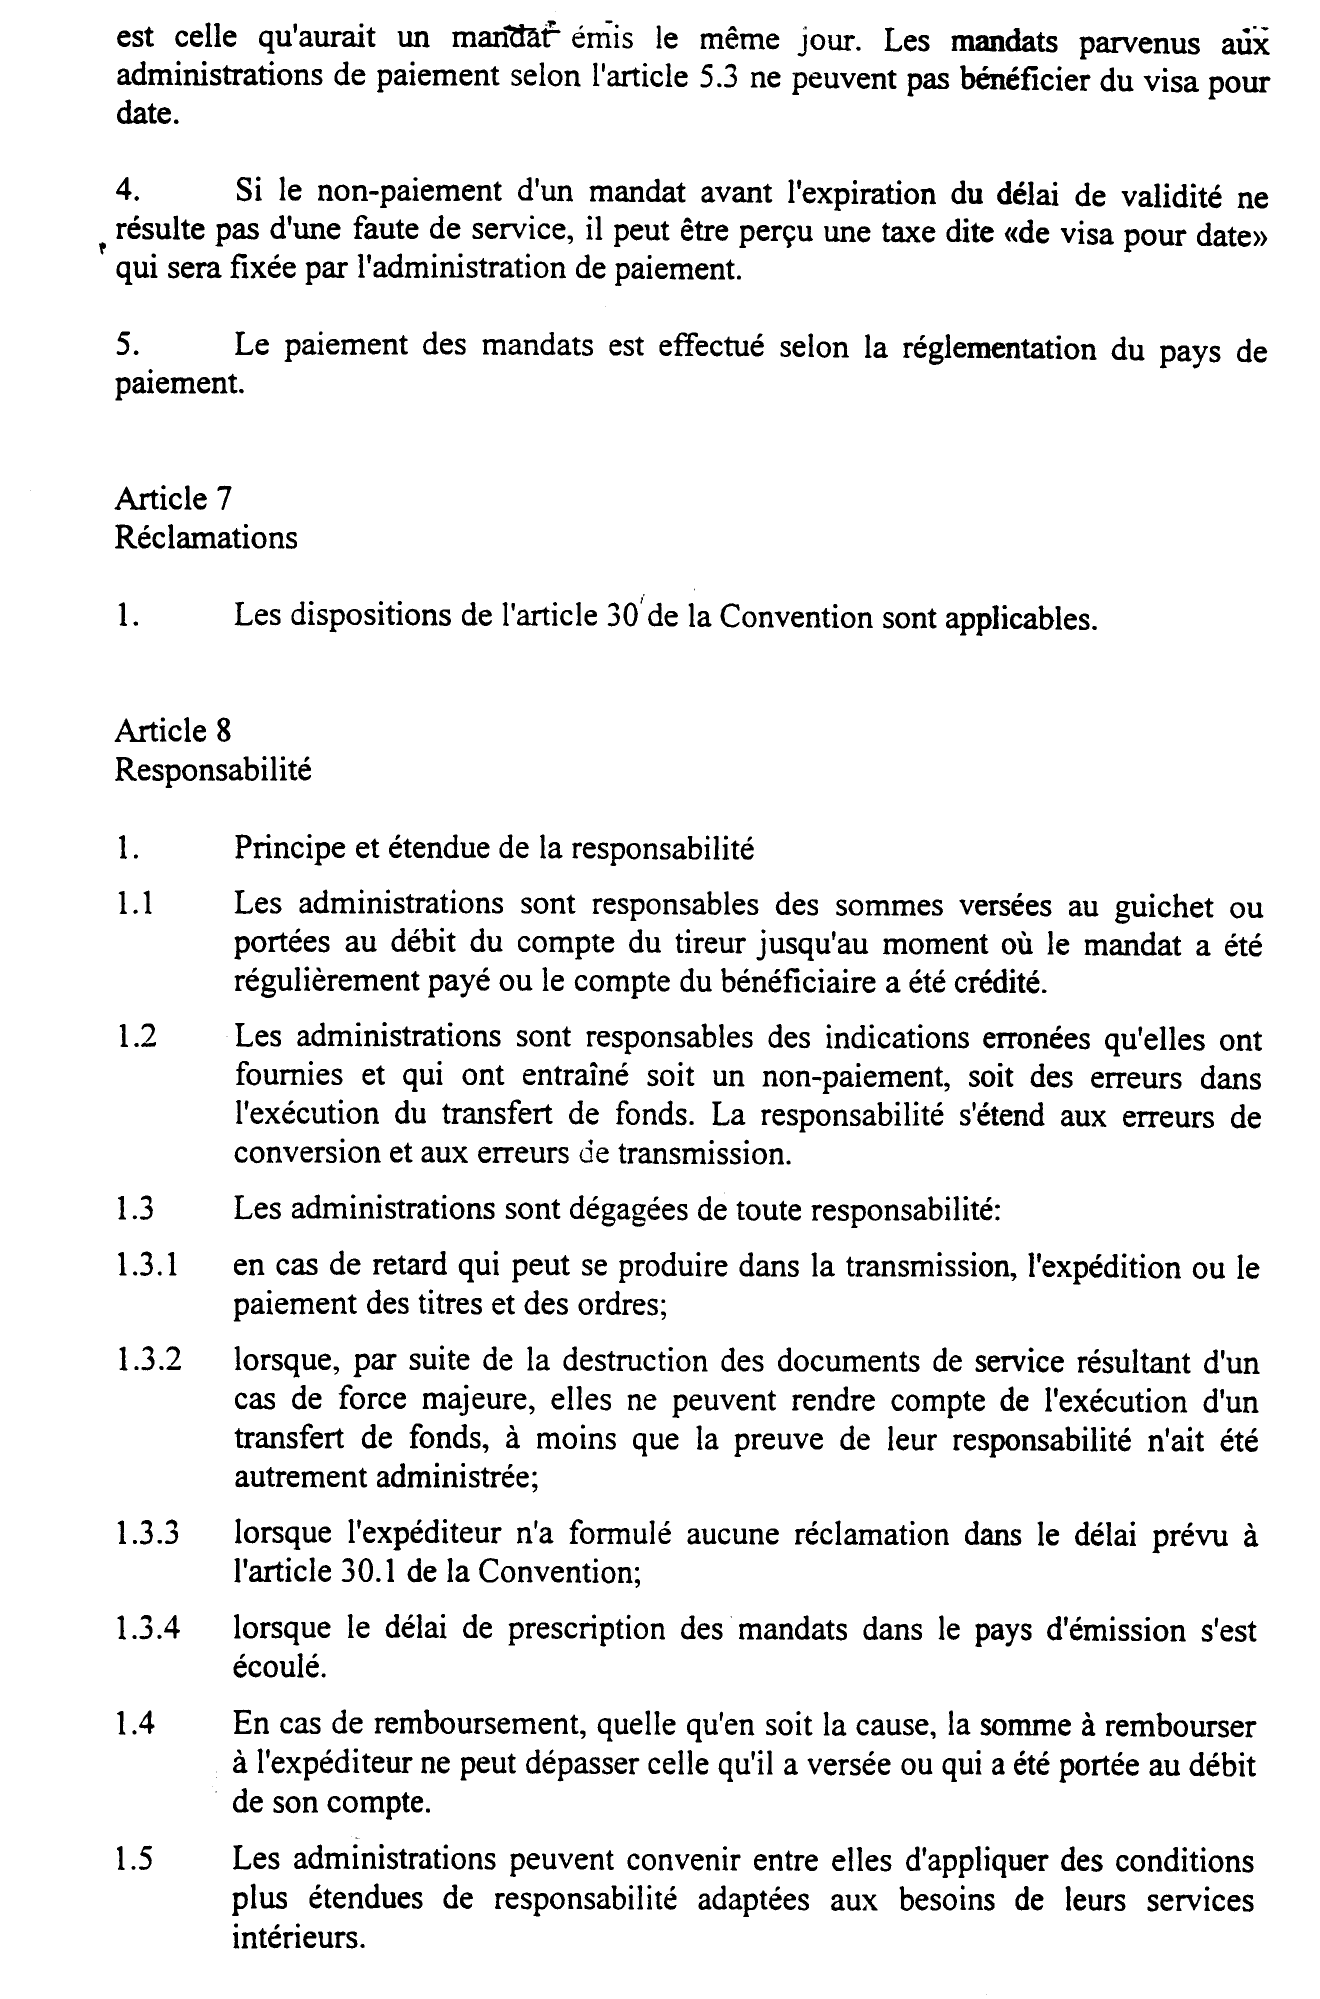 est celle qu'aurait un mandat émis le même jour. Les mandats parvenus aux
administrations de paiement selon l'article 5.3 ne peuvent pas bénéficier du visa pour
date.
4. Si le non-paiement d'un mandat avant l'expiration du délai de validité ne
résulte pas d'une faute de service, il peut être perçu une taxe dite «de visa pour date»
qui sera fixée par l'administration de paiement.
5. Le paiement des mandats est effectué selon la réglementation du pays de
paiement.
Article 7
Réclamations
1. Les dispositions de l'article 30 de la Convention sont applicables.
Article 8
Responsabilité
1. Principe et étendue de la responsabilité
1.1 Les administrations sont responsables des sommes versées au guichet ou
portées au débit du compte du tireur jusqu'au moment où le mandat a été
régulièrement payé ou le compte du bénéficiaire a été crédité.
1.2 Les administrations sont responsables des indications erronées qu'elles ont
fournies et qui ont entraîné soit un non-paiement, soit des erreurs dans
l'exécution du transfert de fonds. La responsabilité s'étend aux erreurs de
conversion et aux erreurs de transmission.
1.3 Les administrations sont dégagées de toute responsabilité:
1.3.1 en cas de retard qui peut se produire dans la transmission, l'expédition ou le
paiement des titres et des ordres;
1.3.2 lorsque, par suite de la destruction des documents de service résultant d'un
cas de force majeure, elles ne peuvent rendre compte de l'exécution d'un
transfert de fonds, à moins que la preuve de leur responsabilité n'ait été
autrement administrée;
1.3.3 lorsque l'expéditeur n'a formulé aucune réclamation dans le délai prévu à
l'article 30.1 de la Convention;
1.3.4 lorsque le délai de prescription des mandats dans le pays d'émission s'est
écoulé.
1.4 En cas de remboursement, quelle qu'en soit la cause, la somme à rembourser
à l'expéditeur ne peut dépasser celle qu'il a versée ou qui a été portée au débit
de son compte.
1.5 Les administrations peuvent convenir entre elles d'appliquer des conditions
plus étendues de responsabilité adaptées aux besoins de leurs services
intérieurs.